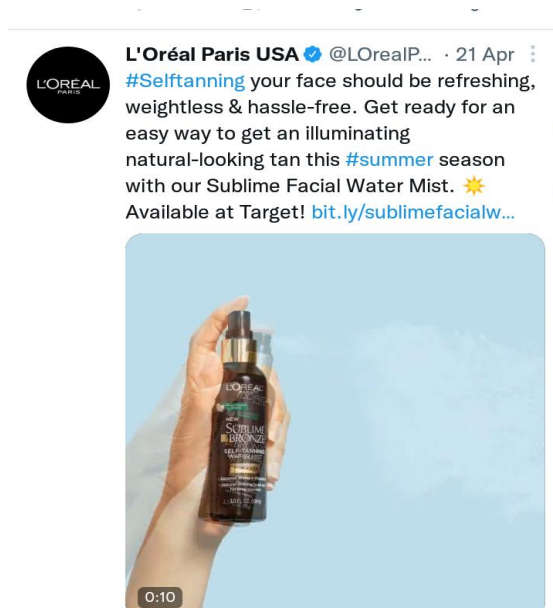 L'ORÉAL
PARIS
L'Oréal Paris USA @LOrealP... · 21 Apr
#Selftanning your face should be refreshing,
weightless & hassle-free. Get ready for an
easy way to get an illuminating
natural-looking tan this #summer season
with our Sublime Facial Water Mist. ☀️
Available at Target! bit.ly/sublimefacialw...
L'ORÉAL
NEW
SUBLIME
BRONZE
SELF-TANNING
WATER MIST
0:10